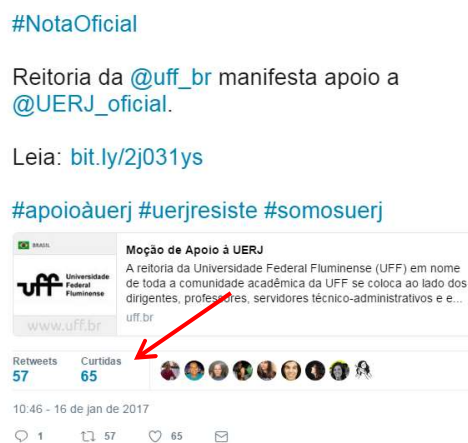 #NotaOficial
Reitoria da @uff_br manifesta apoio a
@UERJ_oficial.
Leia: bit.ly/2j031ys
#apoioàuerj #uerjresiste #somosuerj
BRASIL
uff Universidade
Federal
Fluminense
www.uff.br
Moção de Apoio à UERJ
A reitoria da Universidade Federal Fluminense (UFF) em nome
de toda a comunidade acadêmica da UFF se coloca ao lado dos
dirigentes, professores, servidores técnico-administrativos e e...
uff.br
Retweets Curtidas
57 65
10:46 - 16 de jan de 2017
1 57 65